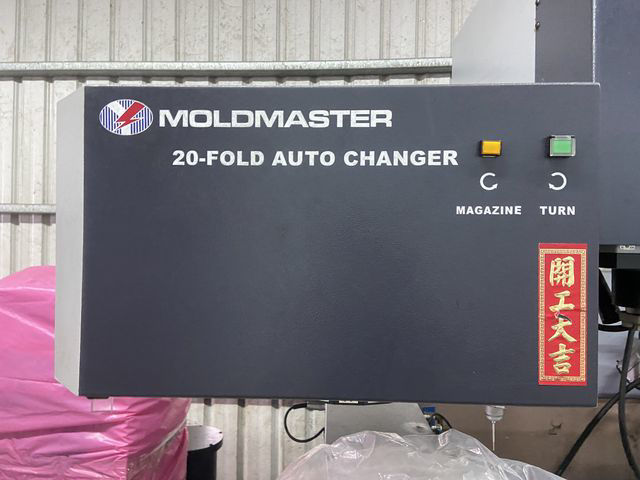 MOLDMASTER
20-FOLD AUTO CHANGER
MAGAZINE TURN
開工大吉